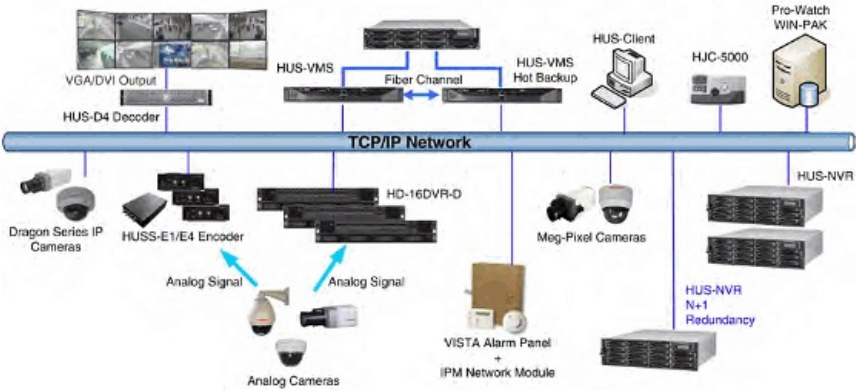 Pro-Watch
WIN-PAK
HUS-Client
HJC-5000
HUS-VMS
HUS-VMS
Hot Backup
Fiber Channel
VGA/DVI Output
HUS-D4 Decoder
TCP/IP Network
HUS-NVR
HD-16DVR-D
Dragon Series IP
Cameras
HUSS-E1/E4 Encoder
Meg-Pixel Cameras
Analog Signal
Analog Signal
HUS-NVR
N+1
Redundancy
VISTA Alarm Panel
+
IPM Network Module
Analog Cameras